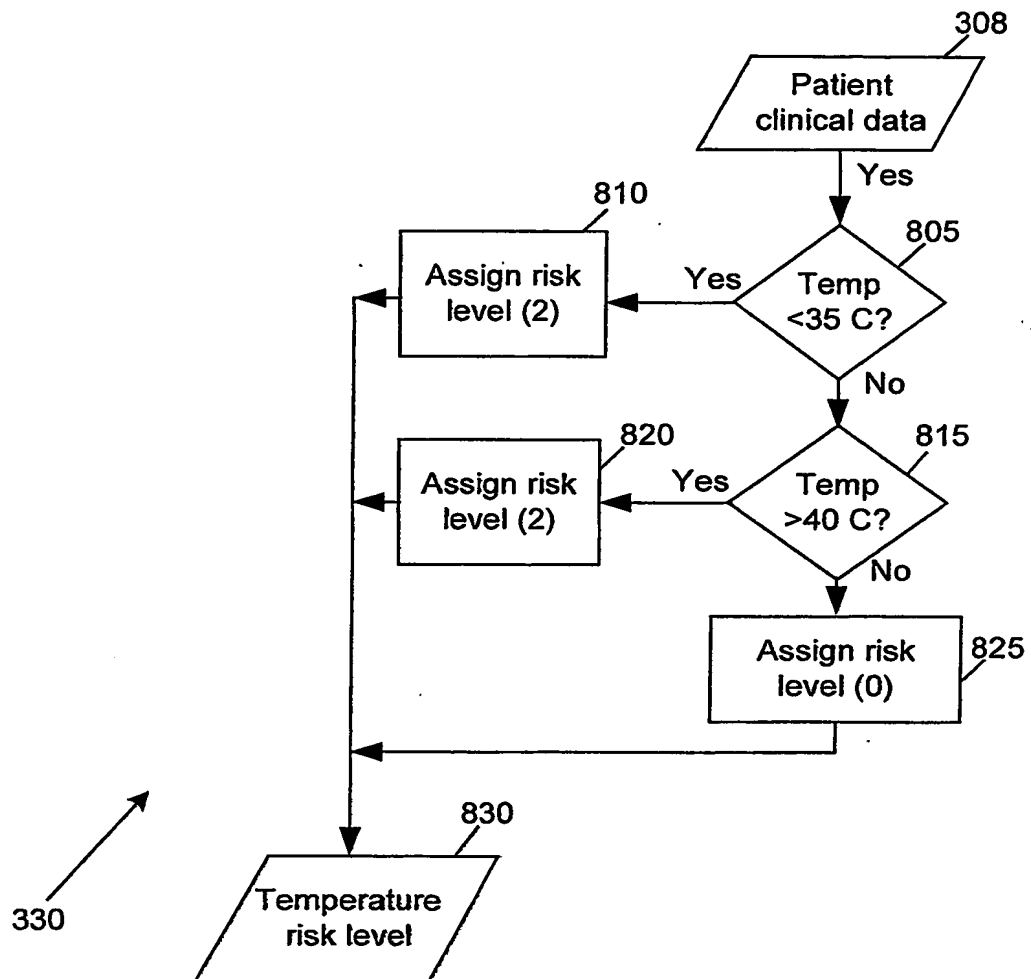 308
Patient
clinical data
Yes
810
805
Assign risk
level (2)
Yes
Temp
<35 C?
No
820
815
Assign risk
level (2)
Yes
Temp
>40 C?
No
Assign risk
level (0)
825
830
Temperature
risk level
330